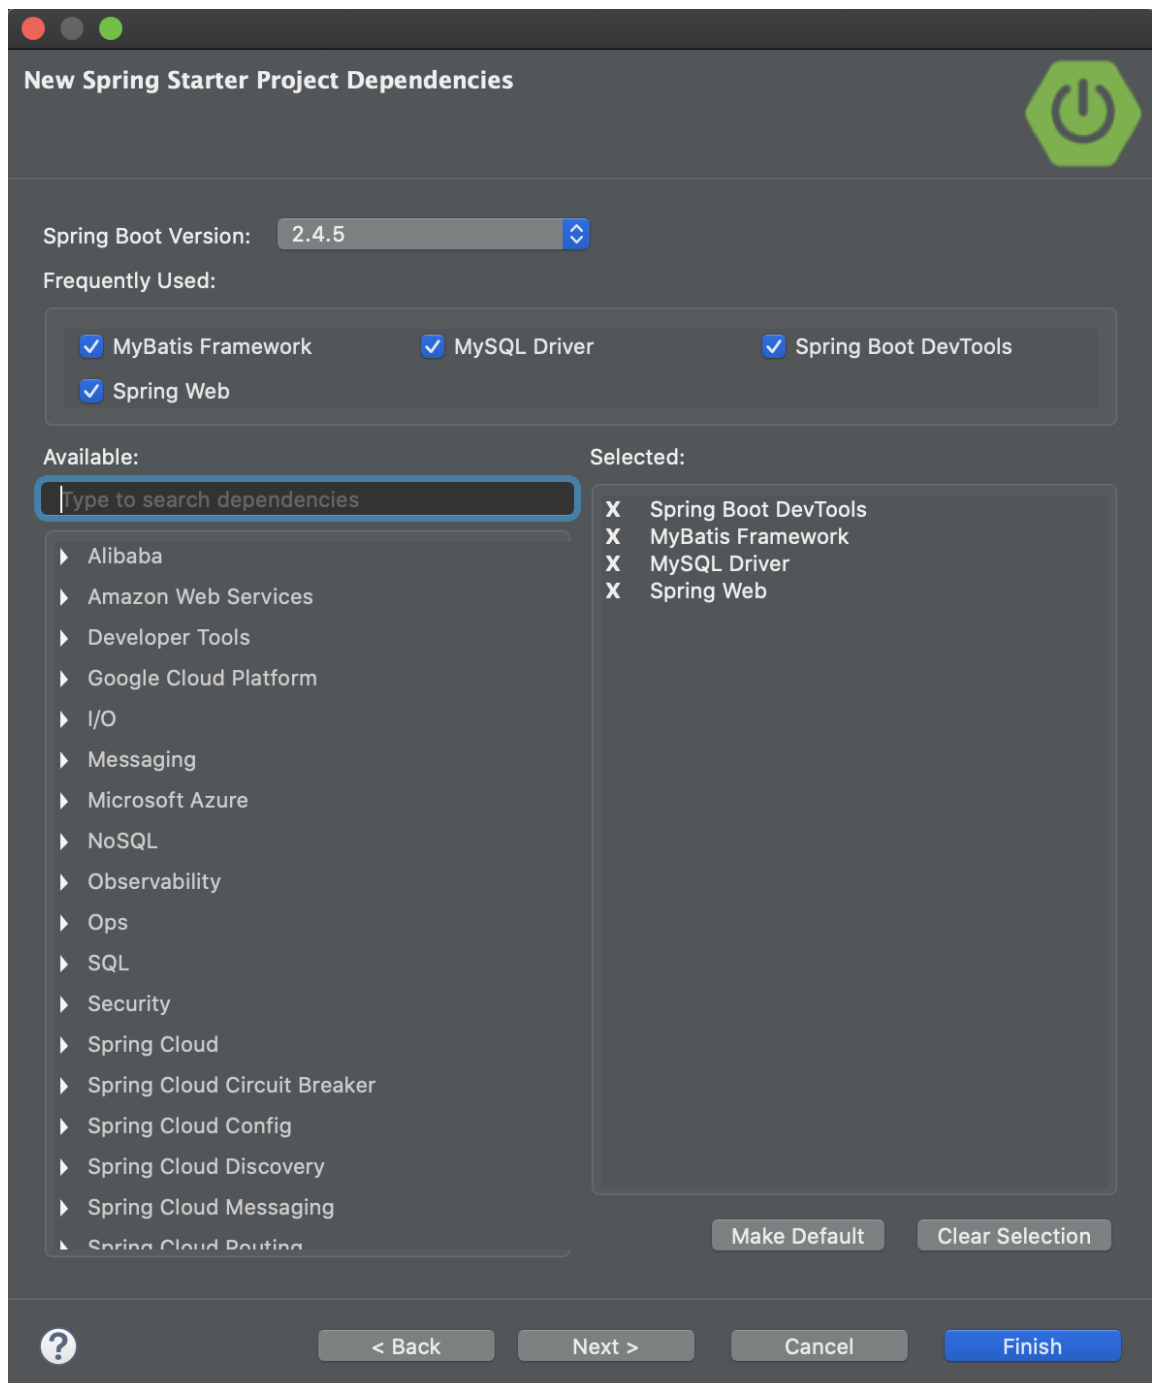 New Spring Starter Project Dependencies
Spring Boot Version: 2.4.5
Frequently Used:
MyBatis Framework MySQL Driver Spring Boot DevTools
Spring Web
Available:
Type to search dependencies
Alibaba
Amazon Web Services
Developer Tools
Google Cloud Platform
I/O
Messaging
Microsoft Azure
NoSQL
Observability
Ops
SQL
Security
Spring Cloud
Spring Cloud Circuit Breaker
Spring Cloud Config
Spring Cloud Discovery
Spring Cloud Messaging
Spring Cloud Routing
Selected:
X Spring Boot DevTools
X MyBatis Framework
X MySQL Driver
X Spring Web
Make Default Clear Selection
? < Back Next > Cancel Finish